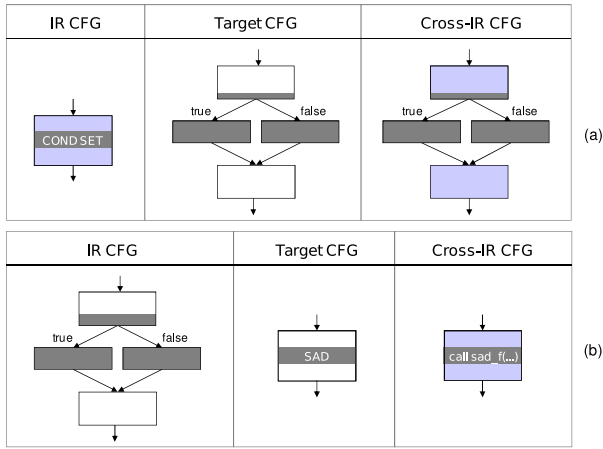 IR CFG Target CFG Cross-IR CFG
true false true false
COND SET
(a)
IR CFG Target CFG Cross-IR CFG
true false
SAD call sad_f(...)
(b)